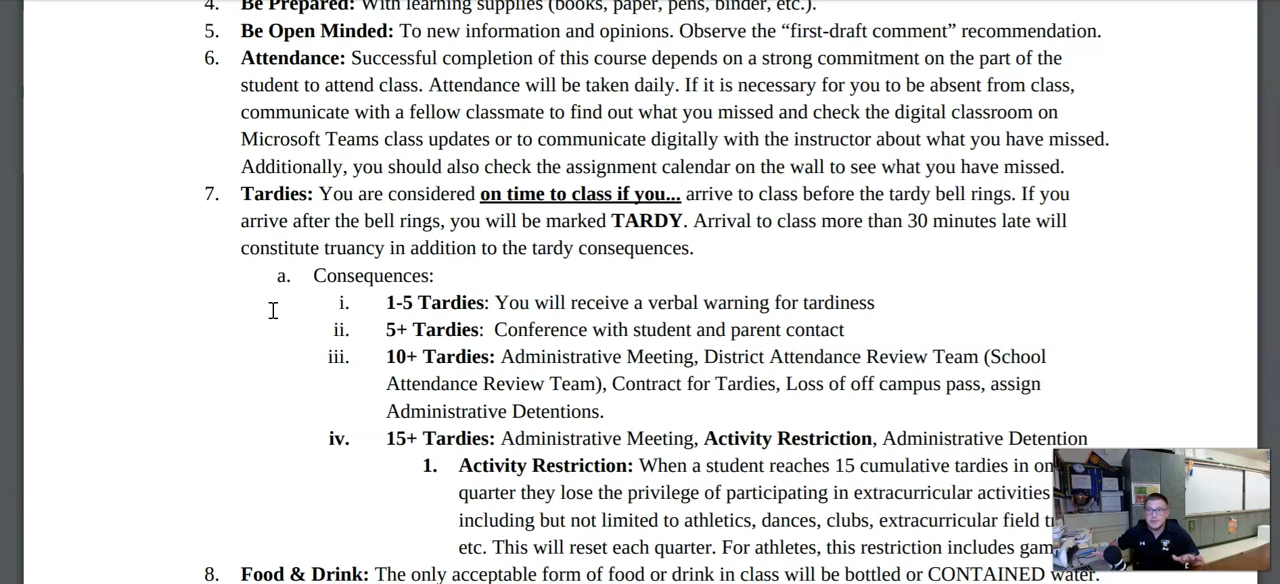 4. Be Prepared: With learning supplies (books, paper, pens, binder, etc.).
5. Be Open Minded: To new information and opinions. Observe the “first-draft comment” recommendation.
6. Attendance: Successful completion of this course depends on a strong commitment on the part of the
student to attend class. Attendance will be taken daily. If it is necessary for you to be absent from class,
communicate with a fellow classmate to find out what you missed and check the digital classroom on
Microsoft Teams class updates or to communicate digitally with the instructor about what you have missed.
Additionally, you should also check the assignment calendar on the wall to see what you have missed.
7. Tardies: You are considered on time to class if you... arrive to class before the tardy bell rings. If you
arrive after the bell rings, you will be marked TARDY. Arrival to class more than 30 minutes late will
constitute truancy in addition to the tardy consequences.
a. Consequences:
i. 1-5 Tardies: You will receive a verbal warning for tardiness
ii. 5+ Tardies: Conference with student and parent contact
iii. 10+ Tardies: Administrative Meeting, District Attendance Review Team (School
Attendance Review Team), Contract for Tardies, Loss of off campus pass, assign
Administrative Detentions.
iv. 15+ Tardies: Administrative Meeting, Activity Restriction, Administrative Detention
1. Activity Restriction: When a student reaches 15 cumulative tardies in on
quarter they lose the privilege of participating in extracurricular activities
including but not limited to athletics, dances, clubs, extracurricular field
etc. This will reset each quarter. For athletes, this restriction includes
8. Food & Drink: The only acceptable form of food or drink in class will be bottled or CONTAINED water.